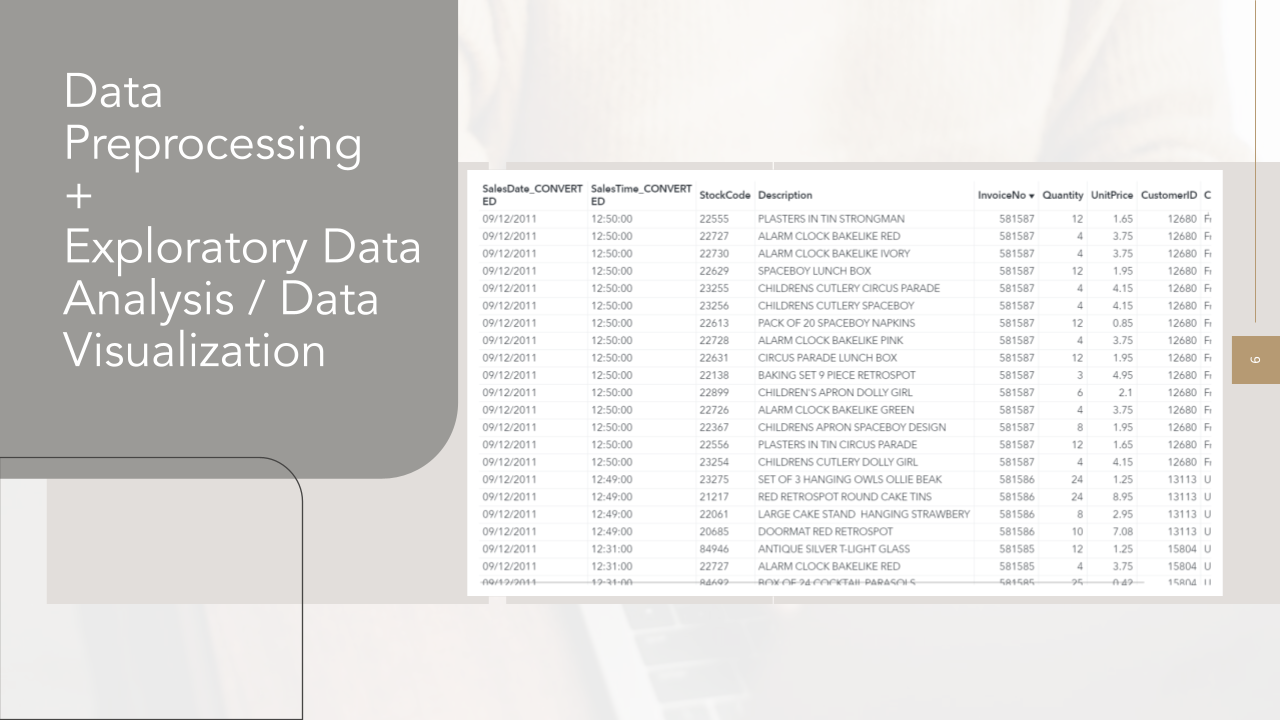 Data
Preprocessing
+
Exploratory Data
Analysis / Data
Visualization
SalesDate_CONVERT SalesTime_CONVERT StockCode Description InvoiceNo ▾ Quantity UnitPrice CustomerID C
ED ED
09/12/2011 12:50:00 22555 PLASTERS IN TIN STRONGMAN 581587 12 1.65 12680 Fr
09/12/2011 12:50:00 22727 ALARM CLOCK BAKELIKE RED 581587 4 3.75 12680 Fr
09/12/2011 12:50:00 22730 ALARM CLOCK BAKELIKE IVORY 581587 4 3.75 12680 Fr
09/12/2011 12:50:00 22629 SPACEBOY LUNCH BOX 581587 12 1.95 12680 Fr
09/12/2011 12:50:00 23255 CHILDRENS CUTLERY CIRCUS PARADE 581587 4 4.15 12680 Fr
09/12/2011 12:50:00 23256 CHILDRENS CUTLERY SPACEBOY 581587 4 4.15 12680 Fr
09/12/2011 12:50:00 22613 PACK OF 20 SPACEBOY NAPKINS 581587 12 0.85 12680 Fr
09/12/2011 12:50:00 22728 ALARM CLOCK BAKELIKE PINK 581587 4 3.75 12680 Fr
09/12/2011 12:50:00 22631 CIRCUS PARADE LUNCH BOX 581587 12 1.95 12680 Fr
09/12/2011 12:50:00 22138 BAKING SET 9 PIECE RETROSPOT 581587 3 4.95 12680 Fr
09/12/2011 12:50:00 22899 CHILDREN'S APRON DOLLY GIRL 581587 6 2.1 12680 Fr
09/12/2011 12:50:00 22726 ALARM CLOCK BAKELIKE GREEN 581587 4 3.75 12680 Fr
09/12/2011 12:50:00 22367 CHILDRENS APRON SPACEBOY DESIGN 581587 8 1.95 12680 Fr
09/12/2011 12:50:00 22556 PLASTERS IN TIN CIRCUS PARADE 581587 12 1.65 12680 Fr
09/12/2011 12:50:00 23254 CHILDRENS CUTLERY DOLLY GIRL 581587 4 4.15 12680 Fr
09/12/2011 12:49:00 23275 SET OF 3 HANGING OWLS OLLIE BEAK 581586 24 1.25 13113 U
09/12/2011 12:49:00 21217 RED RETROSPOT ROUND CAKE TINS 581586 24 8.95 13113 U
09/12/2011 12:49:00 22061 LARGE CAKE STAND HANGING STRAWBERY 581586 8 2.95 13113 U
09/12/2011 12:49:00 20685 DOORMAT RED RETROSPOT 581586 10 7.08 13113 U
09/12/2011 12:31:00 84946 ANTIQUE SILVER T-LIGHT GLASS 581585 12 1.25 15804 U
09/12/2011 12:31:00 22727 ALARM CLOCK BAKELIKE RED 581585 4 3.75 15804 U
09/12/2011 12:31:00 84692 BOX OF 24 COCKTAIL PARASOLS 581585 25 0.42 15804 U
6